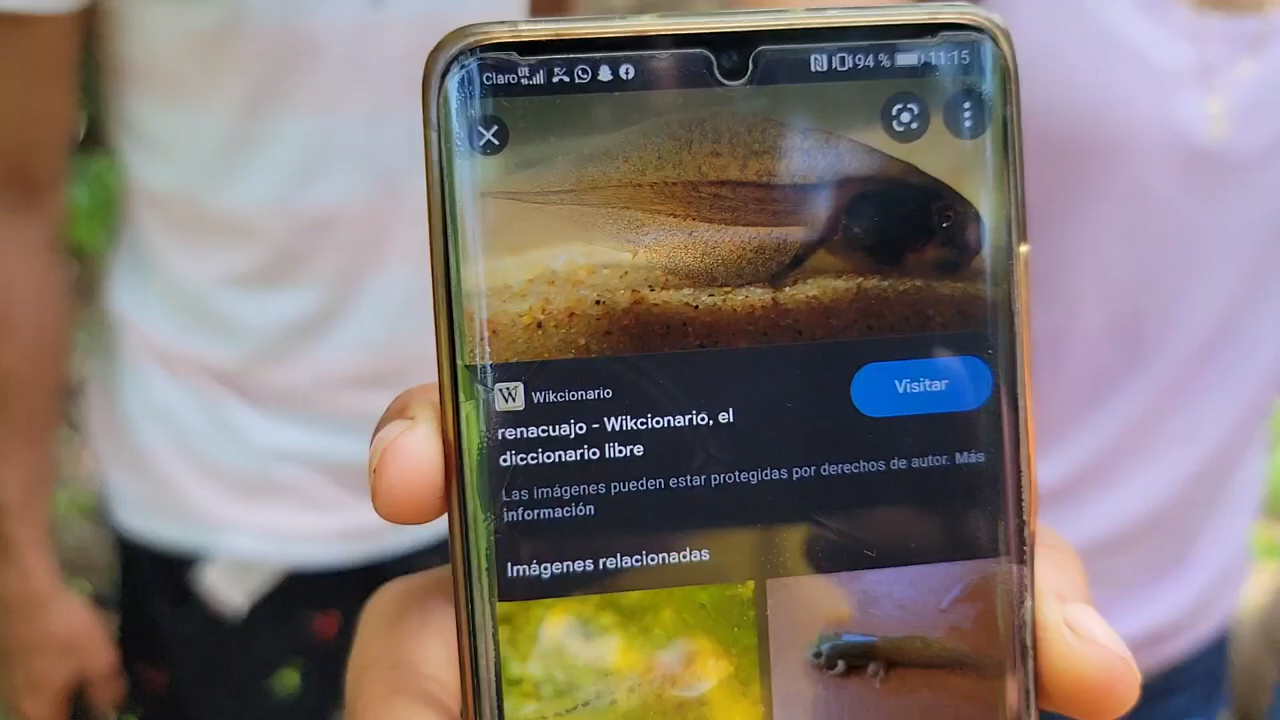 Claro LTE 94 % 11:15
W Wikcionario
Visitar
renacuajo - Wikcionario, el
diccionario libre
Las imágenes pueden estar protegidas por derechos de autor. Más
información
Imágenes relacionadas